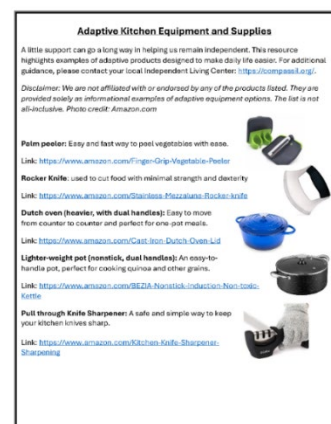 Adaptive Kitchen Equipment and Supplies
A little support can go a long way in helping us remain independent. This resource
highlights examples of adaptive products designed to make daily life easier. For additional
guidance, please contact your local Independent Living Center: https://compassil.org/.
Disclaimer: We are not affiliated with or endorsed by any of the products listed. They are
provided solely as informational examples of adaptive equipment options. The list is not
all-inclusive. Photo credit: Amazon.com
Palm peeler: Easy and fast way to peel vegetables with ease.
Link: https://www.amazon.com/Finger-Grip-Vegetable-Peeler
Rocker Knife: used to cut food with minimal strength and dexterity
Link: https://www.amazon.com/Stainless-Mezzaluna-Rocker-knife
Dutch oven (heavier, with dual handles): Easy to move
from counter to counter and perfect for one-pot meals.
Link: https://www.amazon.com/Cast-Iron-Dutch-Oven-Lid
Lighter-weight pot (nonstick, dual handles): An easy-to-
handle pot, perfect for cooking quinoa and other grains.
Link: https://www.amazon.com/BEZIA-Nonstick-Induction-Non-toxic-
Kettle
Pull through Knife Sharpener: A safe and simple way to keep
your kitchen knives sharp.
Link: https://www.amazon.com/Kitchen-Knife-Sharpener-
Sharpening